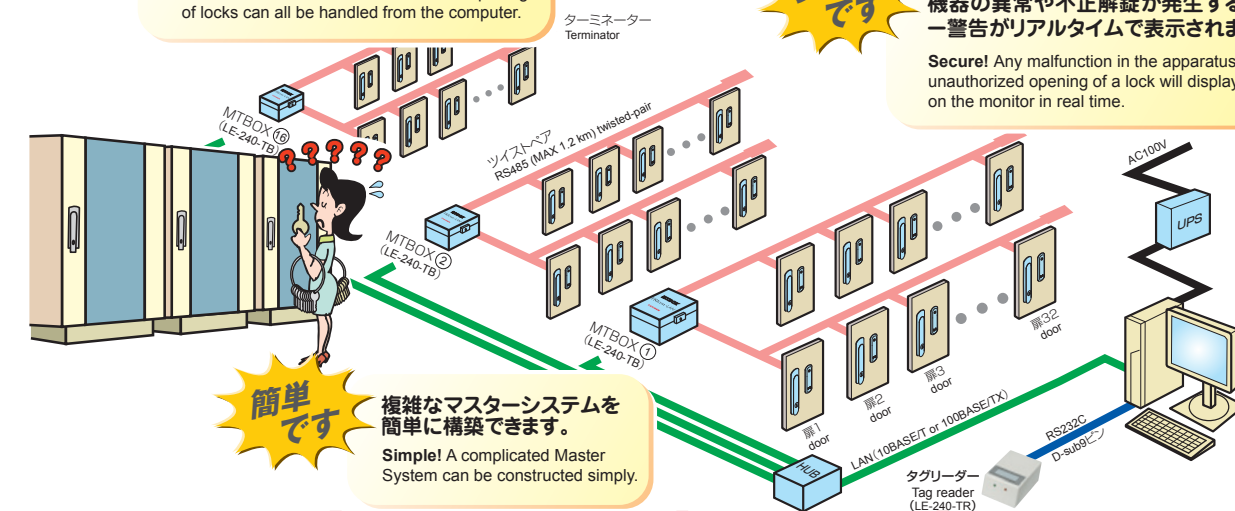 of locks can all be handled from the computer.
ターミネーター
Terminator
です
機器の異常や不正解錠が発生する
ー警告がリアルタイムで表示されま
Secure! Any malfunction in the apparatus
unauthorized opening of a lock will display
on the monitor in real time.
MTBOX⑯
(LE-240-TB)
? ? ? ? ?
ツイストペア
RS485 (MAX 1.2 km) twisted-pair
AC100V
UPS
MTBOX②
(LE-240-TB)
MTBOX①
(LE-240-TB)
扉32
door
扉3
door
扉2
door
扉1
door
簡単
です
複雑なマスターシステムを
簡単に構築できます。
Simple! A complicated Master
System can be constructed simply.
HUB
LAN(10BASE/T or 100BASE/TX)
RS232C
D-sub9ピン
タグリーダー
Tag reader
(LE-240-TR)